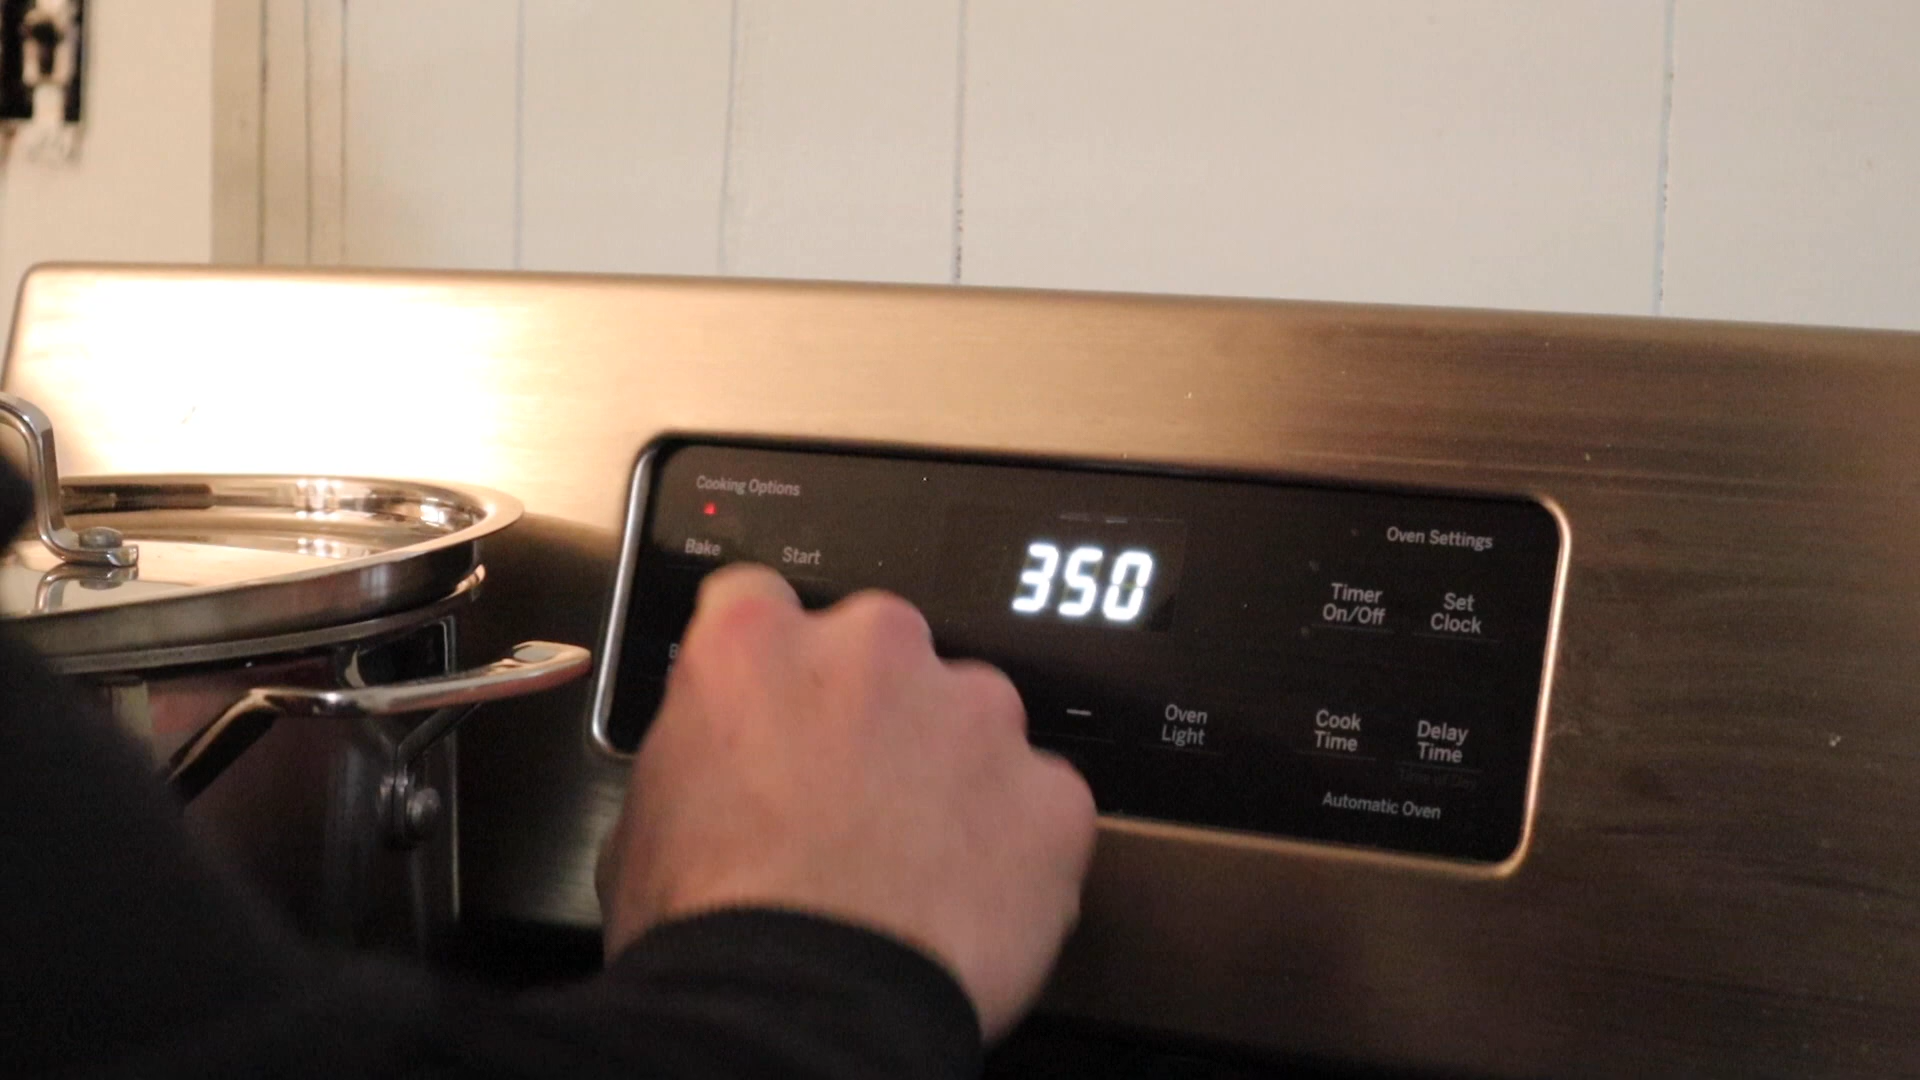 Cooking Options
Bake
Start
350
Oven Settings
Timer
On/Off
Set
Clock
—
Oven
Light
Cook
Time
Delay
Time
Automatic Oven